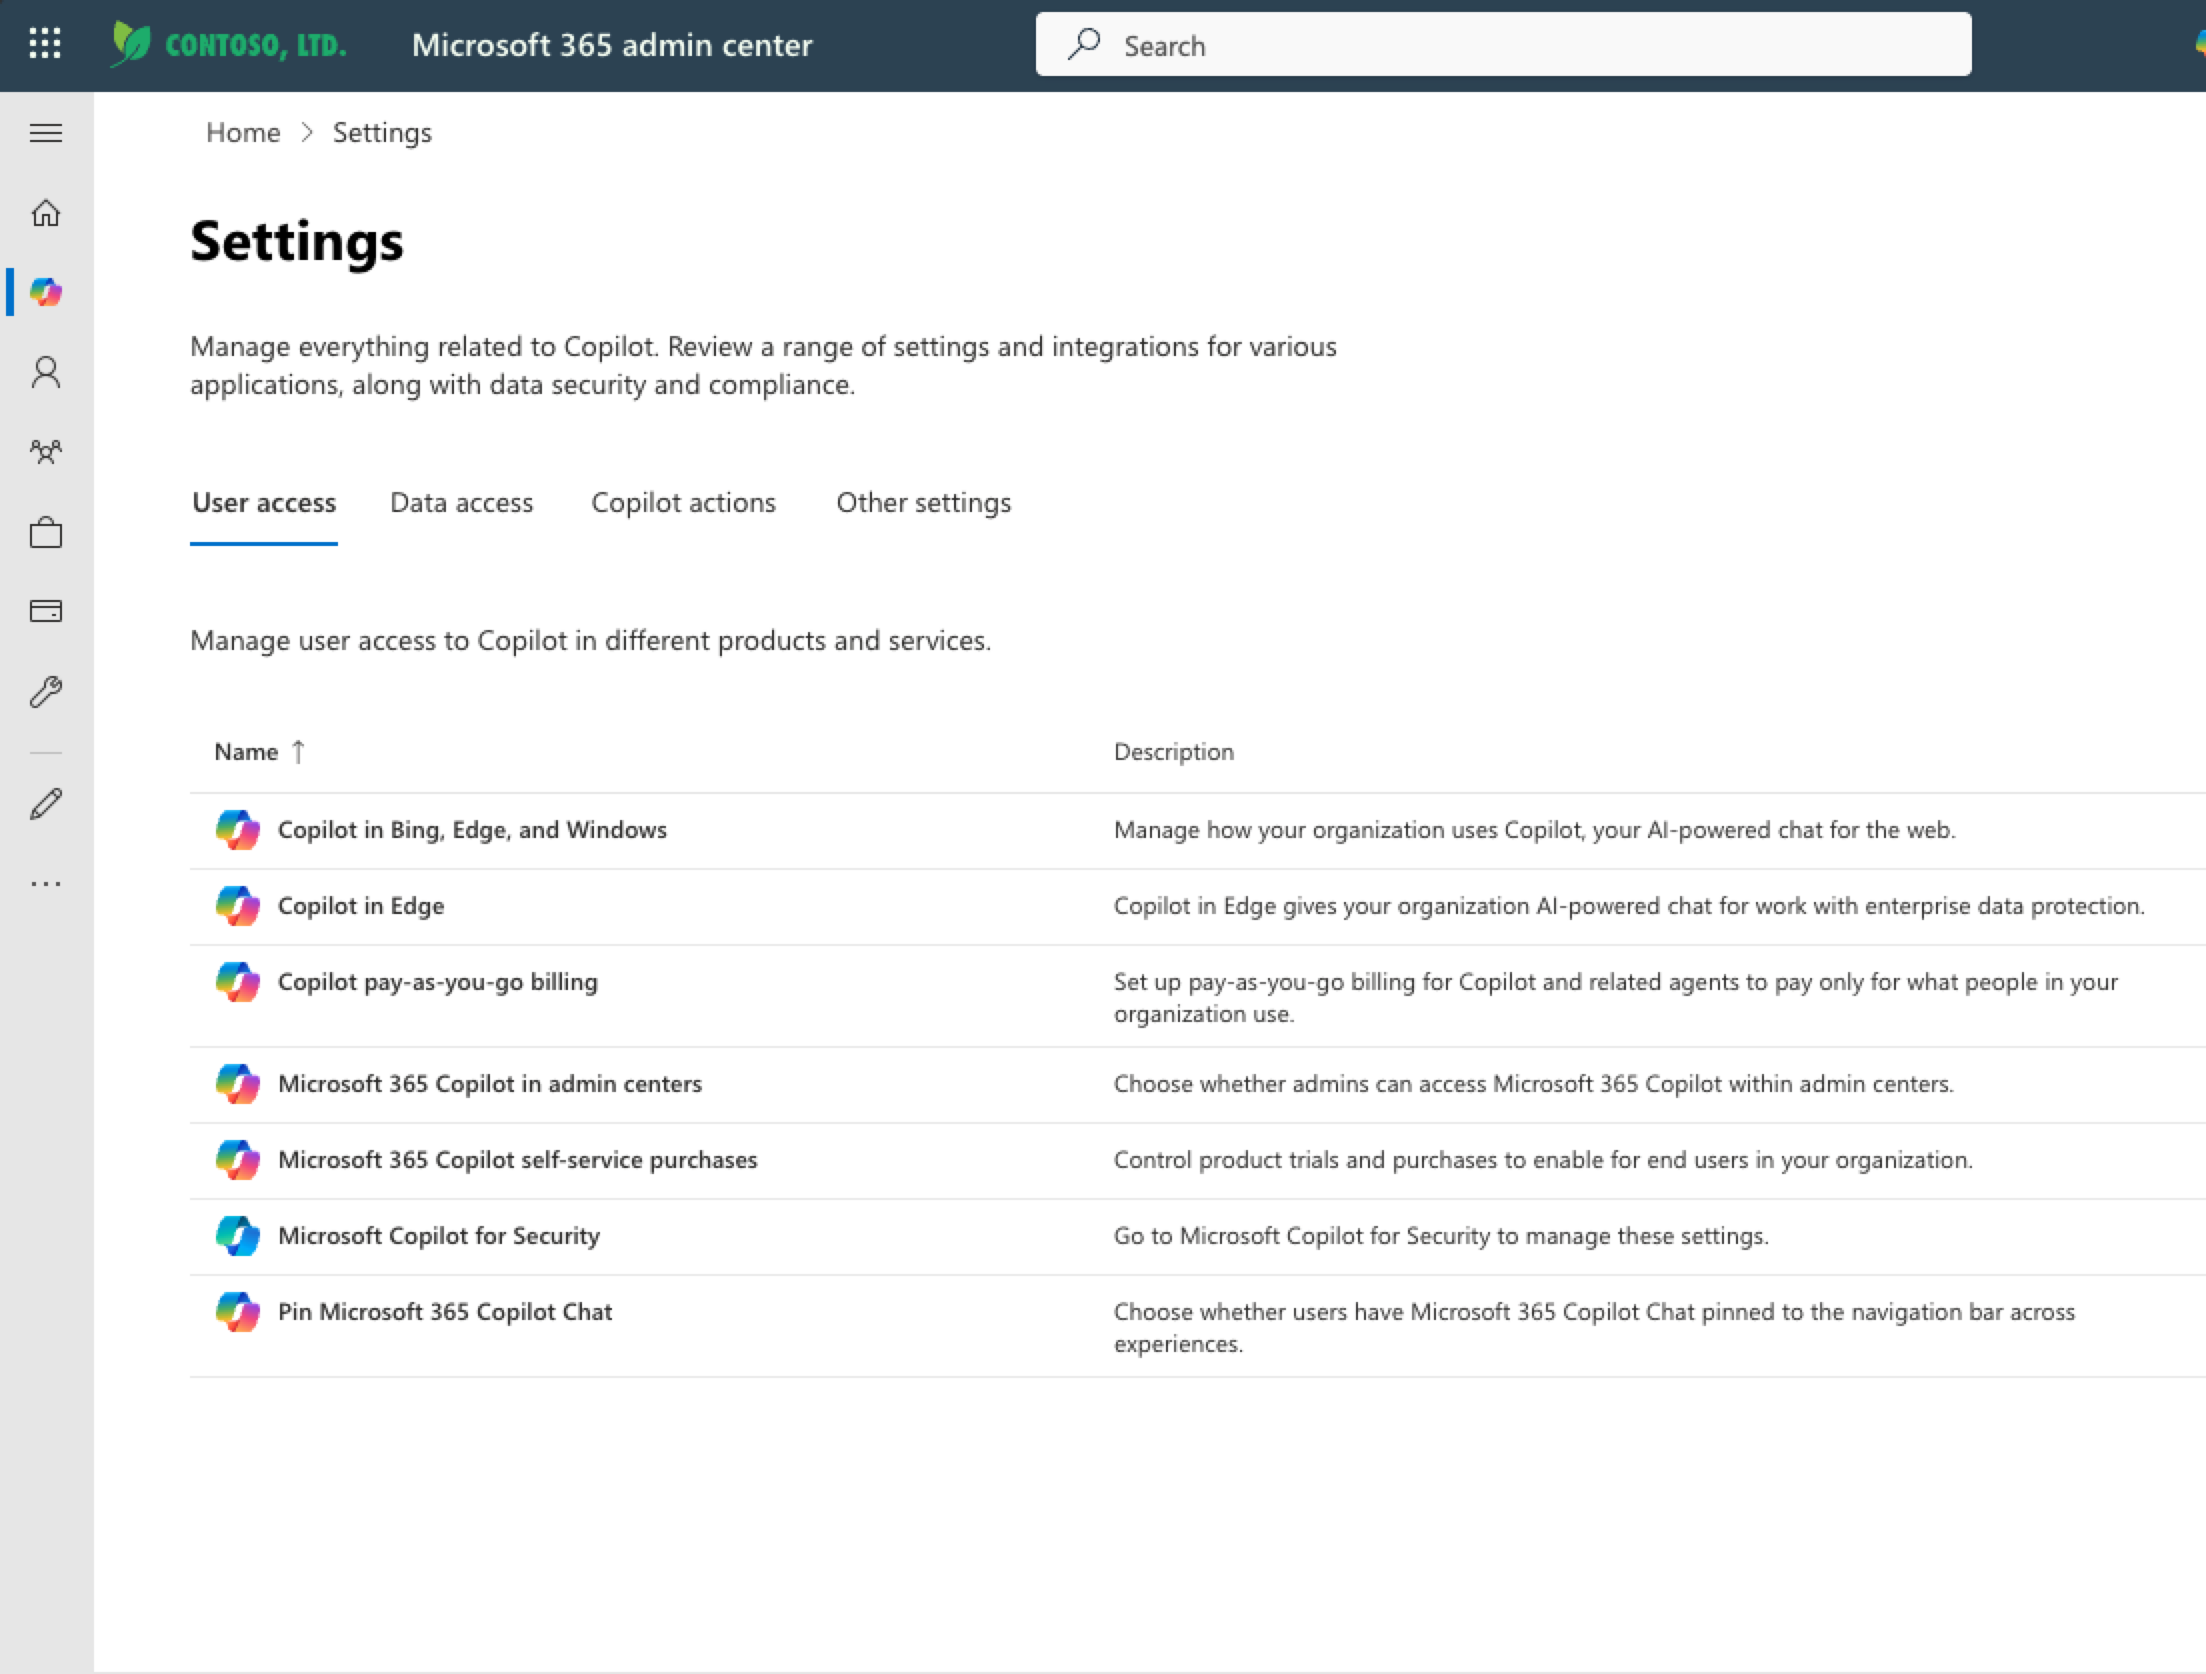 CONTOSO, LTD.
Microsoft 365 admin center
Search
Home > Settings
Settings
Manage everything related to Copilot. Review a range of settings and integrations for various
applications, along with data security and compliance.
User access
Data access
Copilot actions
Other settings
Manage user access to Copilot in different products and services.
Name ↑
Description
Copilot in Bing, Edge, and Windows
Manage how your organization uses Copilot, your AI-powered chat for the web.
Copilot in Edge
Copilot in Edge gives your organization AI-powered chat for work with enterprise data protection.
Copilot pay-as-you-go billing
Set up pay-as-you-go billing for Copilot and related agents to pay only for what people in your
organization use.
Microsoft 365 Copilot in admin centers
Choose whether admins can access Microsoft 365 Copilot within admin centers.
Microsoft 365 Copilot self-service purchases
Control product trials and purchases to enable for end users in your organization.
Microsoft Copilot for Security
Go to Microsoft Copilot for Security to manage these settings.
Pin Microsoft 365 Copilot Chat
Choose whether users have Microsoft 365 Copilot Chat pinned to the navigation bar across
experiences.